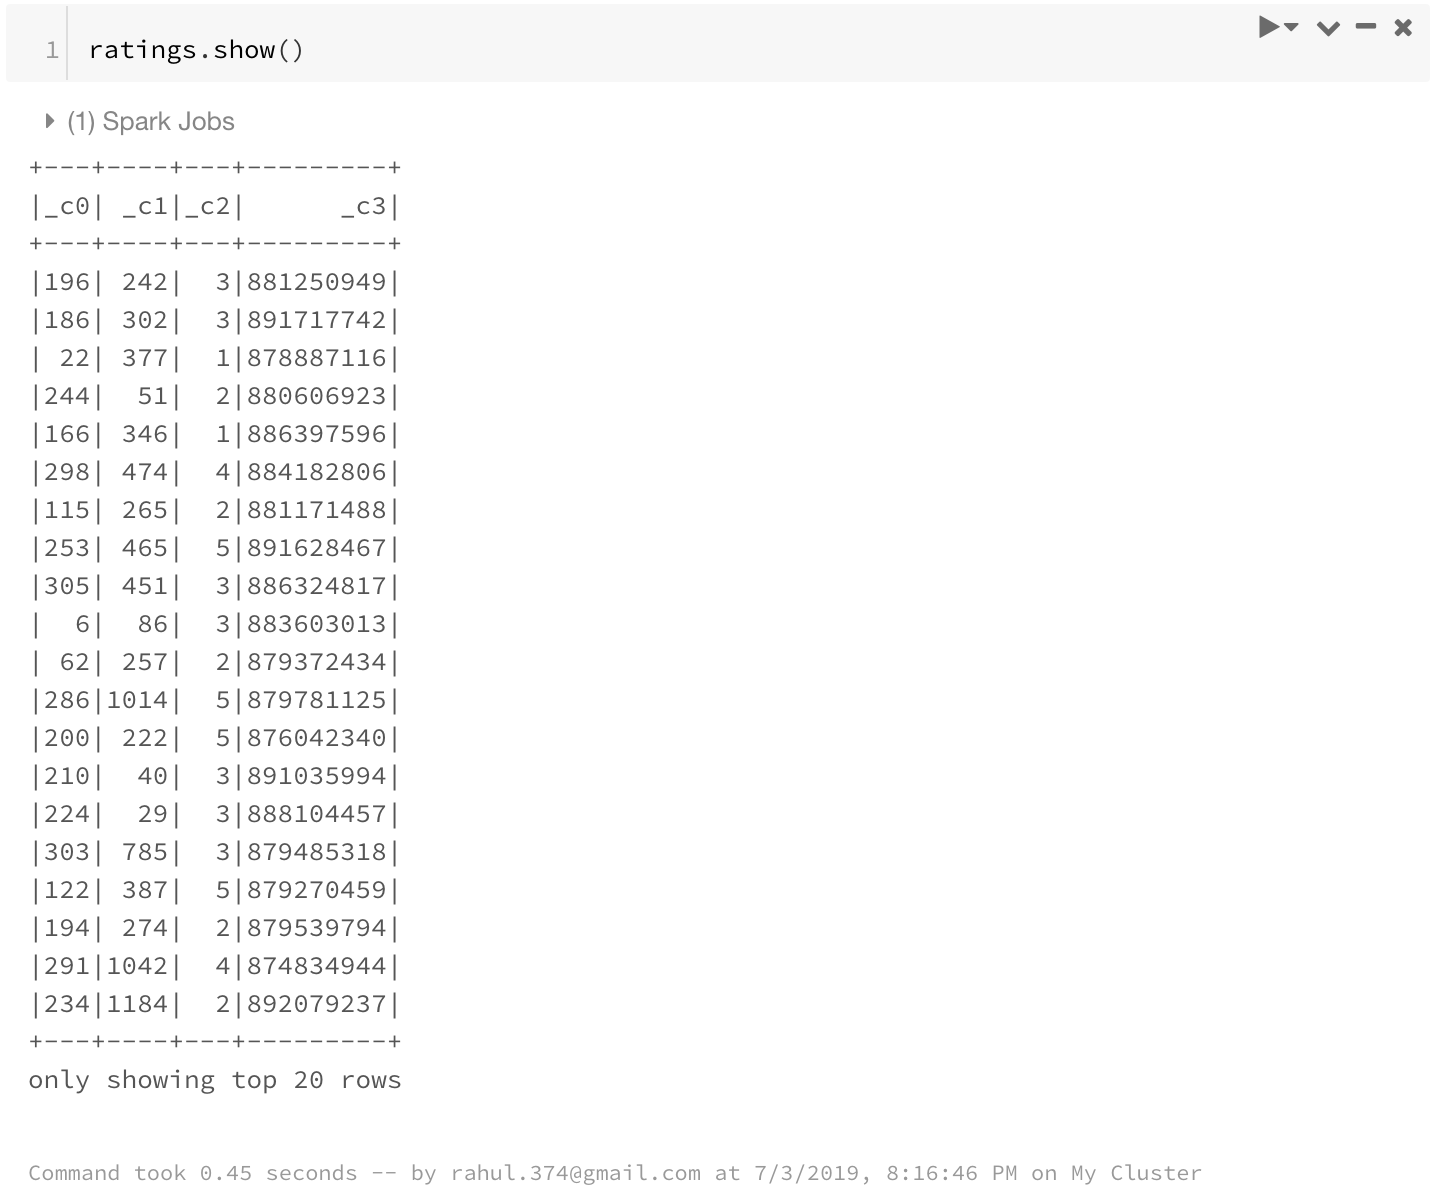 1 ratings.show()
(1) Spark Jobs
+---+----+---+---------+
|_c0| _c1|_c2|      _c3|
+---+----+---+---------+
|196| 242|  3|881250949|
|186| 302|  3|891717742|
| 22| 377|  1|878887116|
|244|  51|  2|880606923|
|166| 346|  1|886397596|
|298| 474|  4|884182806|
|115| 265|  2|881171488|
|253| 465|  5|891628467|
|305| 451|  3|886324817|
|  6|  86|  3|883603013|
| 62| 257|  2|879372434|
|286|1014|  5|879781125|
|200| 222|  5|876042340|
|210|  40|  3|891035994|
|224|  29|  3|888104457|
|303| 785|  3|879485318|
|122| 387|  5|879270459|
|194| 274|  2|879539794|
|291|1042|  4|874834944|
|234|1184|  2|892079237|
+---+----+---+---------+
only showing top 20 rows
Command took 0.45 seconds -- by rahul.374@gmail.com at 7/3/2019, 8:16:46 PM on My Cluster